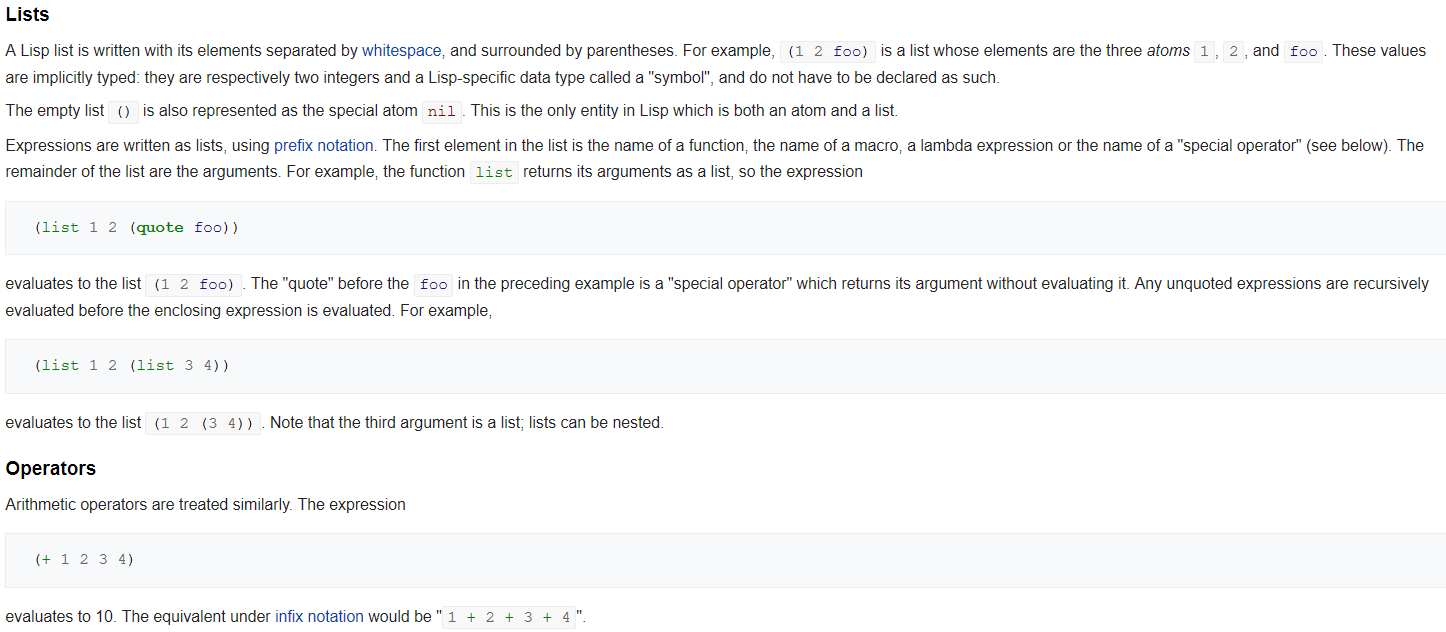 Lists
A Lisp list is written with its elements separated by whitespace, and surrounded by parentheses. For example, (1 2 foo) is a list whose elements are the three atoms 1, 2, and foo. These values
are implicitly typed: they are respectively two integers and a Lisp-specific data type called a "symbol", and do not have to be declared as such.
The empty list () is also represented as the special atom nil. This is the only entity in Lisp which is both an atom and a list.
Expressions are written as lists, using prefix notation. The first element in the list is the name of a function, the name of a macro, a lambda expression or the name of a "special operator" (see below). The
remainder of the list are the arguments. For example, the function list returns its arguments as a list, so the expression
(list 1 2 (quote foo))
evaluates to the list (1 2 foo). The "quote" before the foo in the preceding example is a "special operator" which returns its argument without evaluating it. Any unquoted expressions are recursively
evaluated before the enclosing expression is evaluated. For example,
(list 1 2 (list 3 4))
evaluates to the list (1 2 (3 4)). Note that the third argument is a list; lists can be nested.
Operators
Arithmetic operators are treated similarly. The expression
(+ 1 2 3 4)
evaluates to 10. The equivalent under infix notation would be "1 + 2 + 3 + 4".